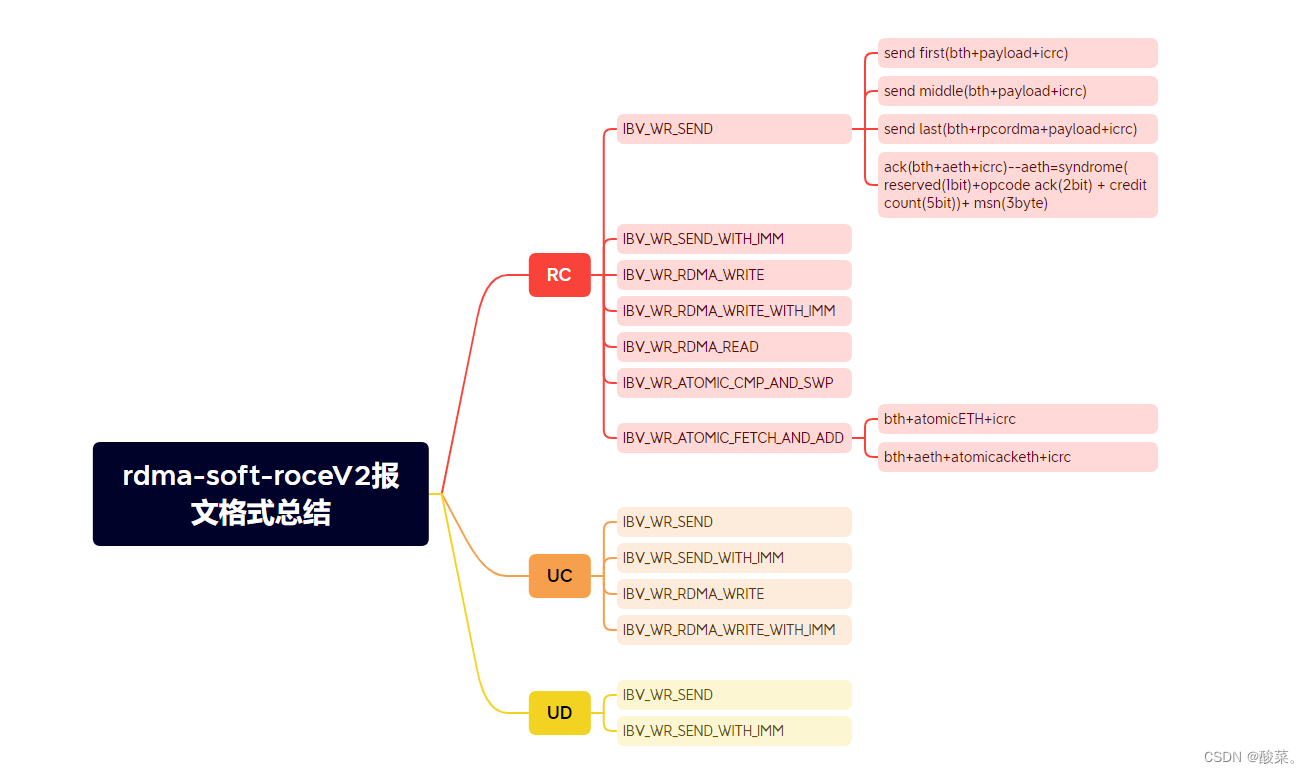 rdma-soft-roceV2报
文格式总结
RC
IBV_WR_SEND
send first(bth+payload+icrc)
send middle(bth+payload+icrc)
send last(bth+rpcordma+payload+icrc)
ack(bth+aeth+icrc)--aeth=syndrome(
reserved(1bit)+opcode ack(2bit) + credit
count(5bit))+ msn(3byte)
IBV_WR_SEND_WITH_IMM
IBV_WR_RDMA_WRITE
IBV_WR_RDMA_WRITE_WITH_IMM
IBV_WR_RDMA_READ
IBV_WR_ATOMIC_CMP_AND_SWP
IBV_WR_ATOMIC_FETCH_AND_ADD
bth+atomicETH+icrc
bth+aeth+atomicacketh+icrc
UC
IBV_WR_SEND
IBV_WR_SEND_WITH_IMM
IBV_WR_RDMA_WRITE
IBV_WR_RDMA_WRITE_WITH_IMM
UD
IBV_WR_SEND
IBV_WR_SEND_WITH_IMM
CSDN @酸菜。